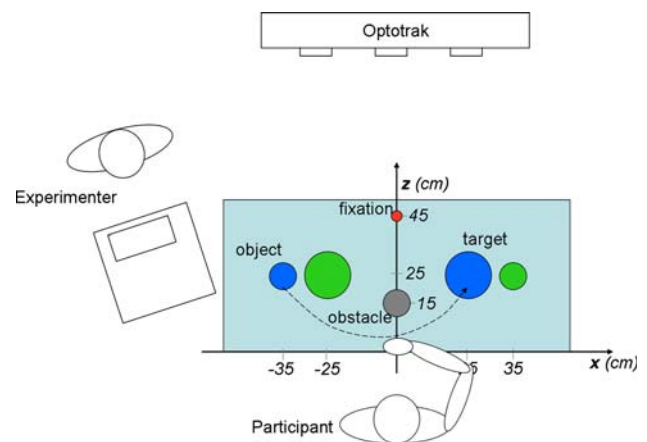 Optotrak
z (cm)
Experimenter
fixation
45
object
target
25
15
obstacle
-35
-25
35
x (cm)
Participant